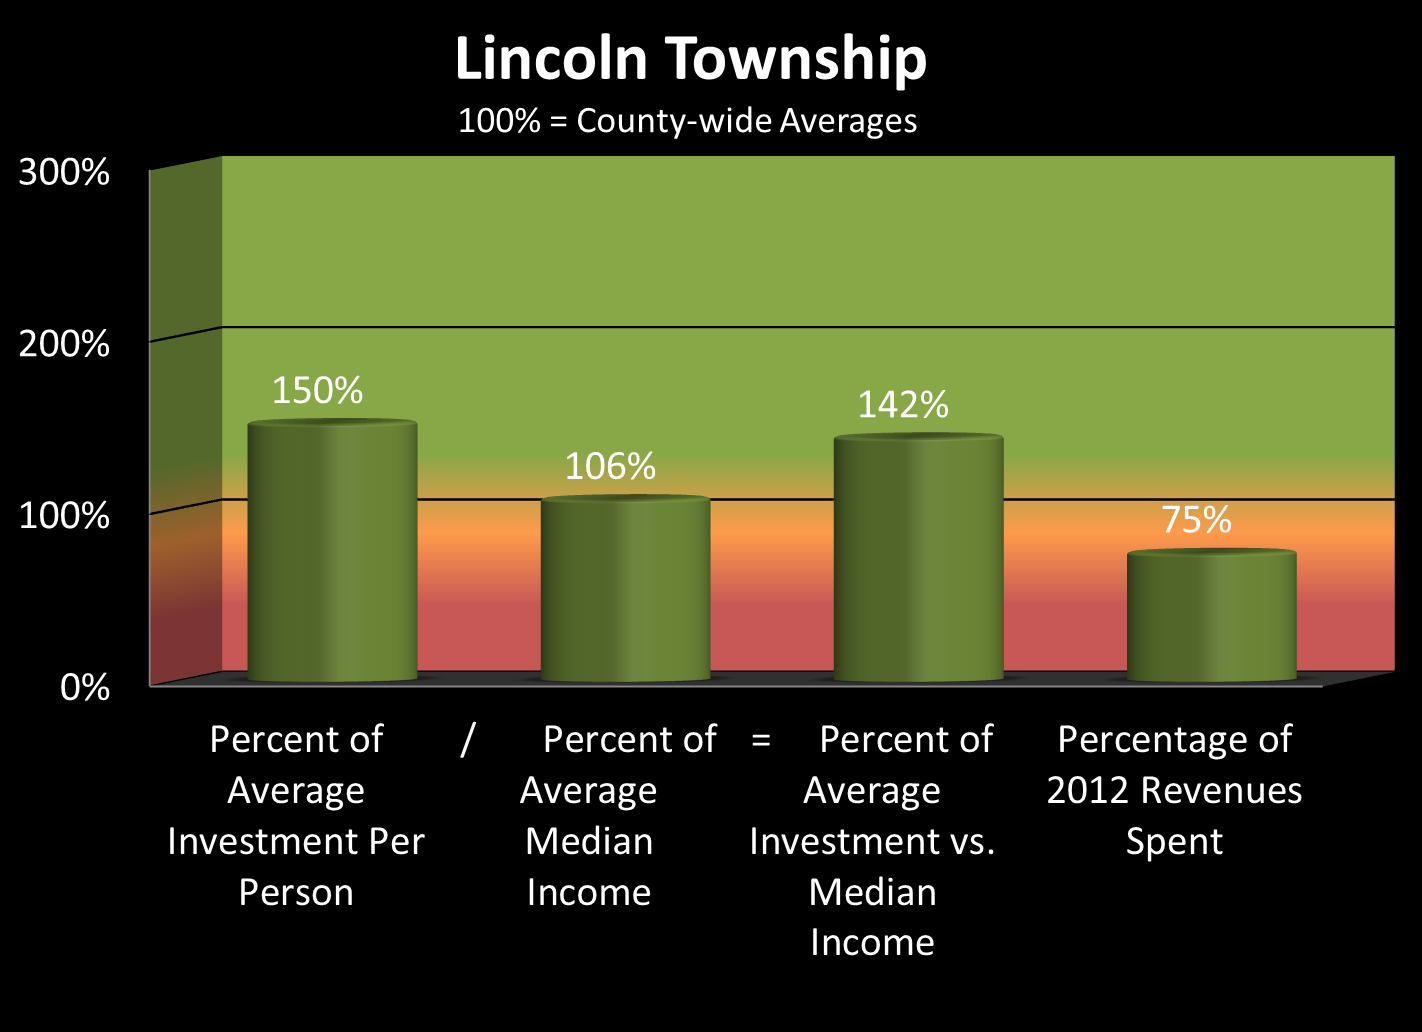 Lincoln Township
100% = County-wide Averages
300%
200%
100%
0%
150%
106%
142%
75%
Percent of
Average
Investment Per
Person
/
Percent of
Average
Median
Income
=
Percent of
Average
Investment vs.
Median
Income
Percentage of
2012 Revenues
Spent